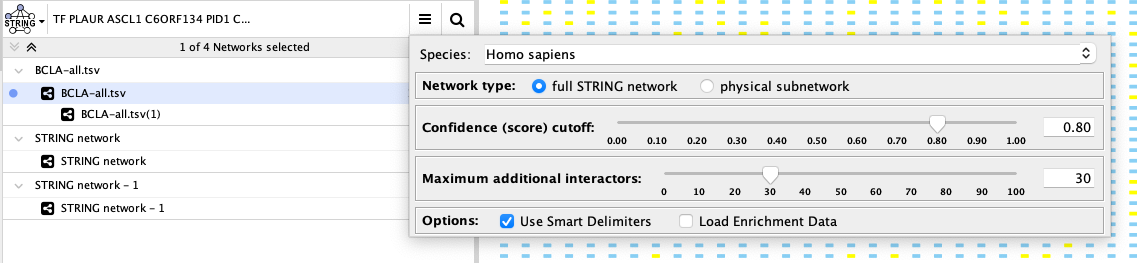 STRING
TF PLAUR ASCL1 C6ORF134 PID1 C...
1 of 4 Networks selected
BCLA-all.tsv
BCLA-all.tsv
BCLA-all.tsv(1)
STRING network
STRING network
STRING network - 1
STRING network - 1
Species: Homo sapiens
Network type: full STRING network physical subnetwork
Confidence (score) cutoff: 0.80
0.00 0.10 0.20 0.30 0.40 0.50 0.60 0.70 0.80 0.90 1.00
Maximum additional interactors: 30
0 10 20 30 40 50 60 70 80 90 100
Options: Use Smart Delimiters Load Enrichment Data